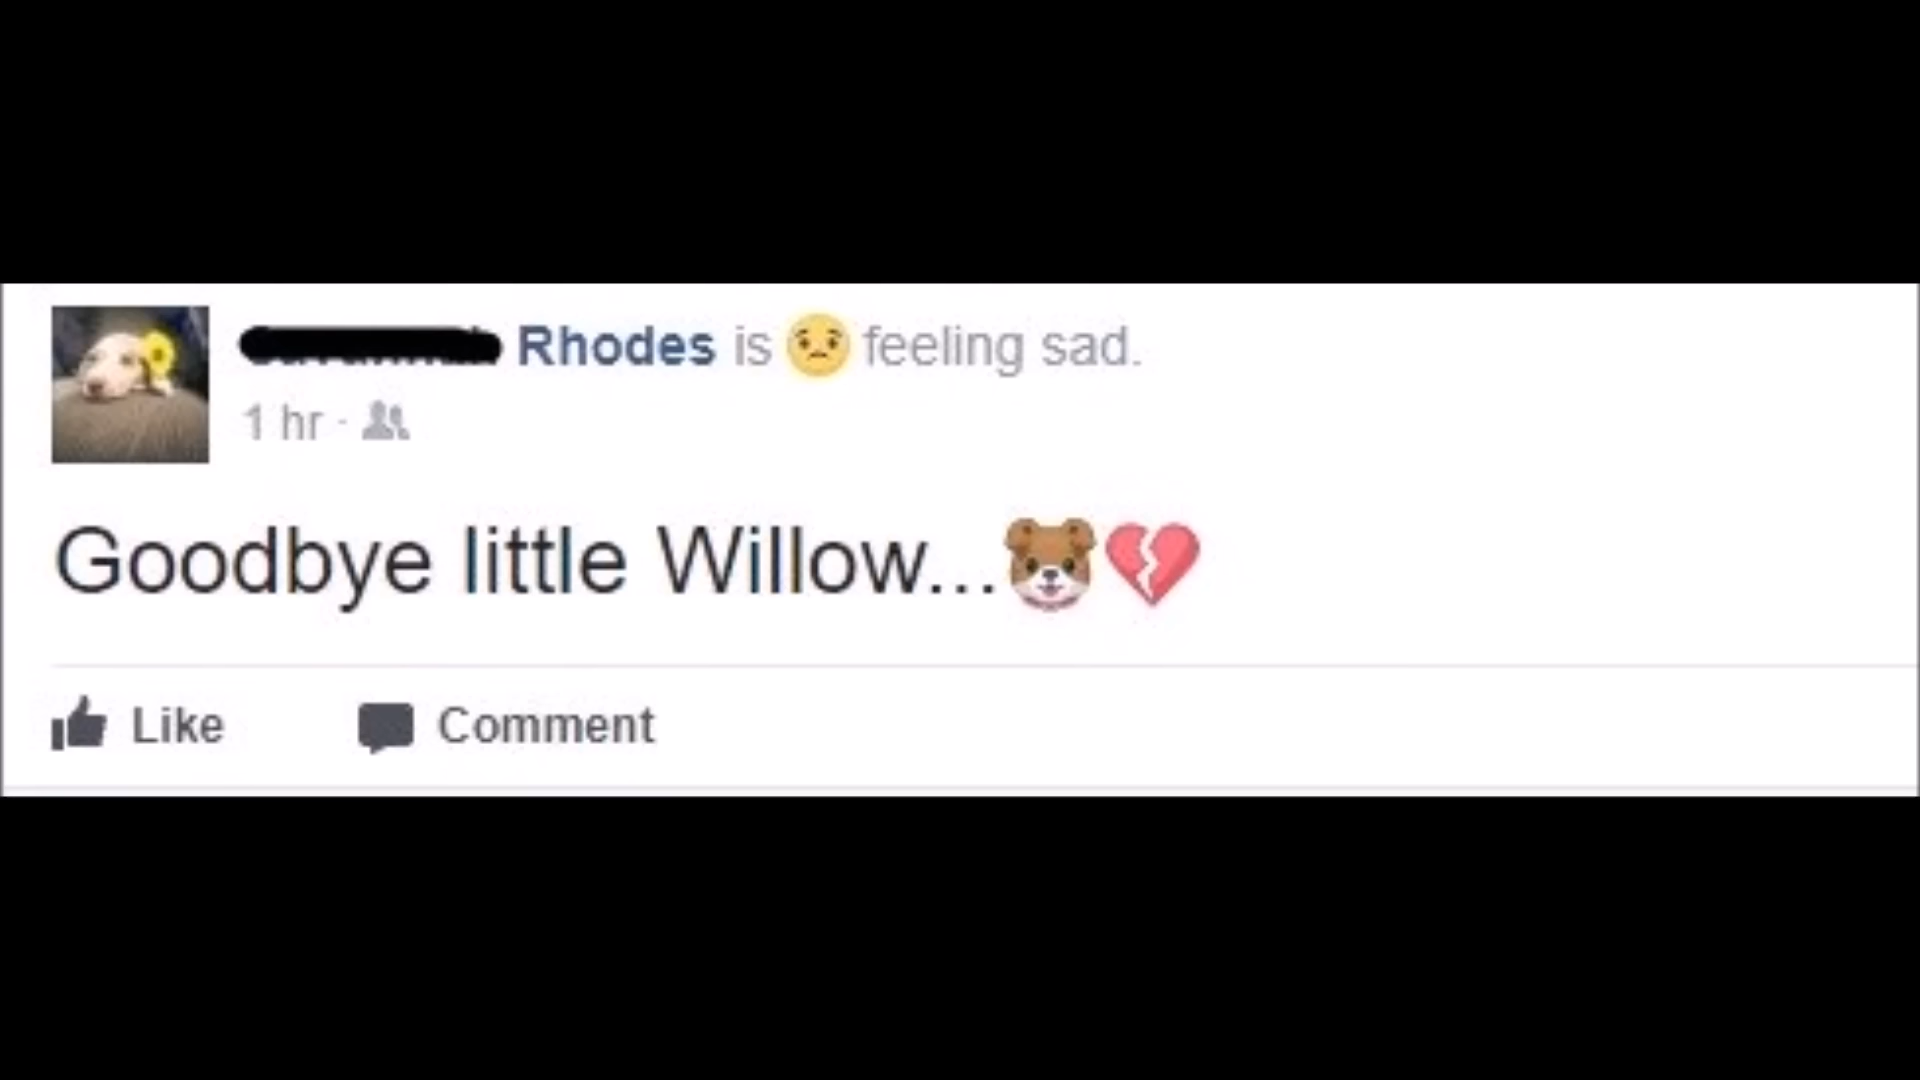 Rhodes is 😟 feeling sad.
1 hr ·
Goodbye little Willow...🐶💔
Like Comment